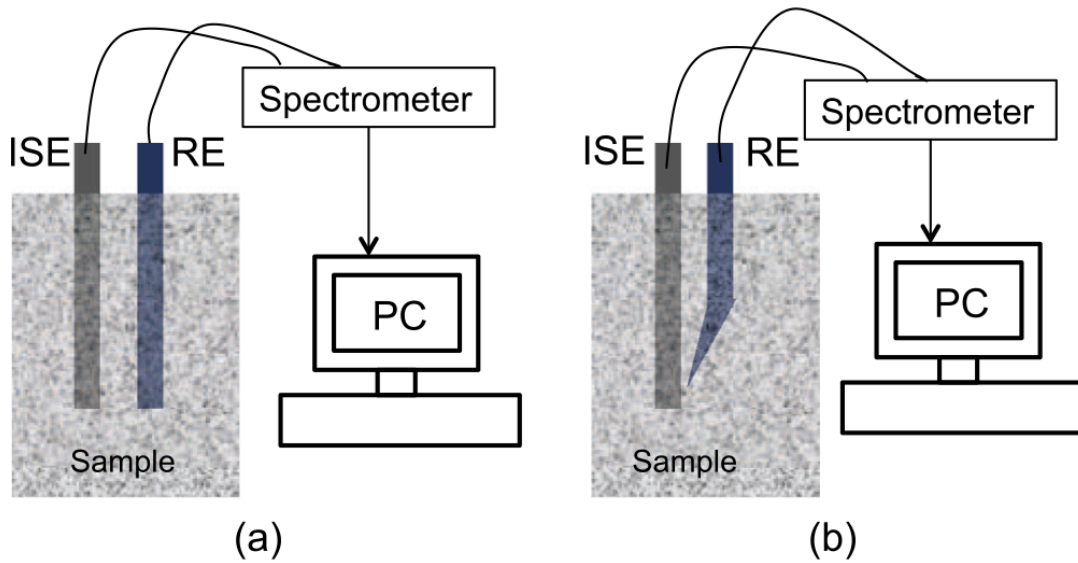 Spectrometer
ISE
RE
PC
Sample
(a)
Spectrometer
ISE
RE
PC
Sample
(b)